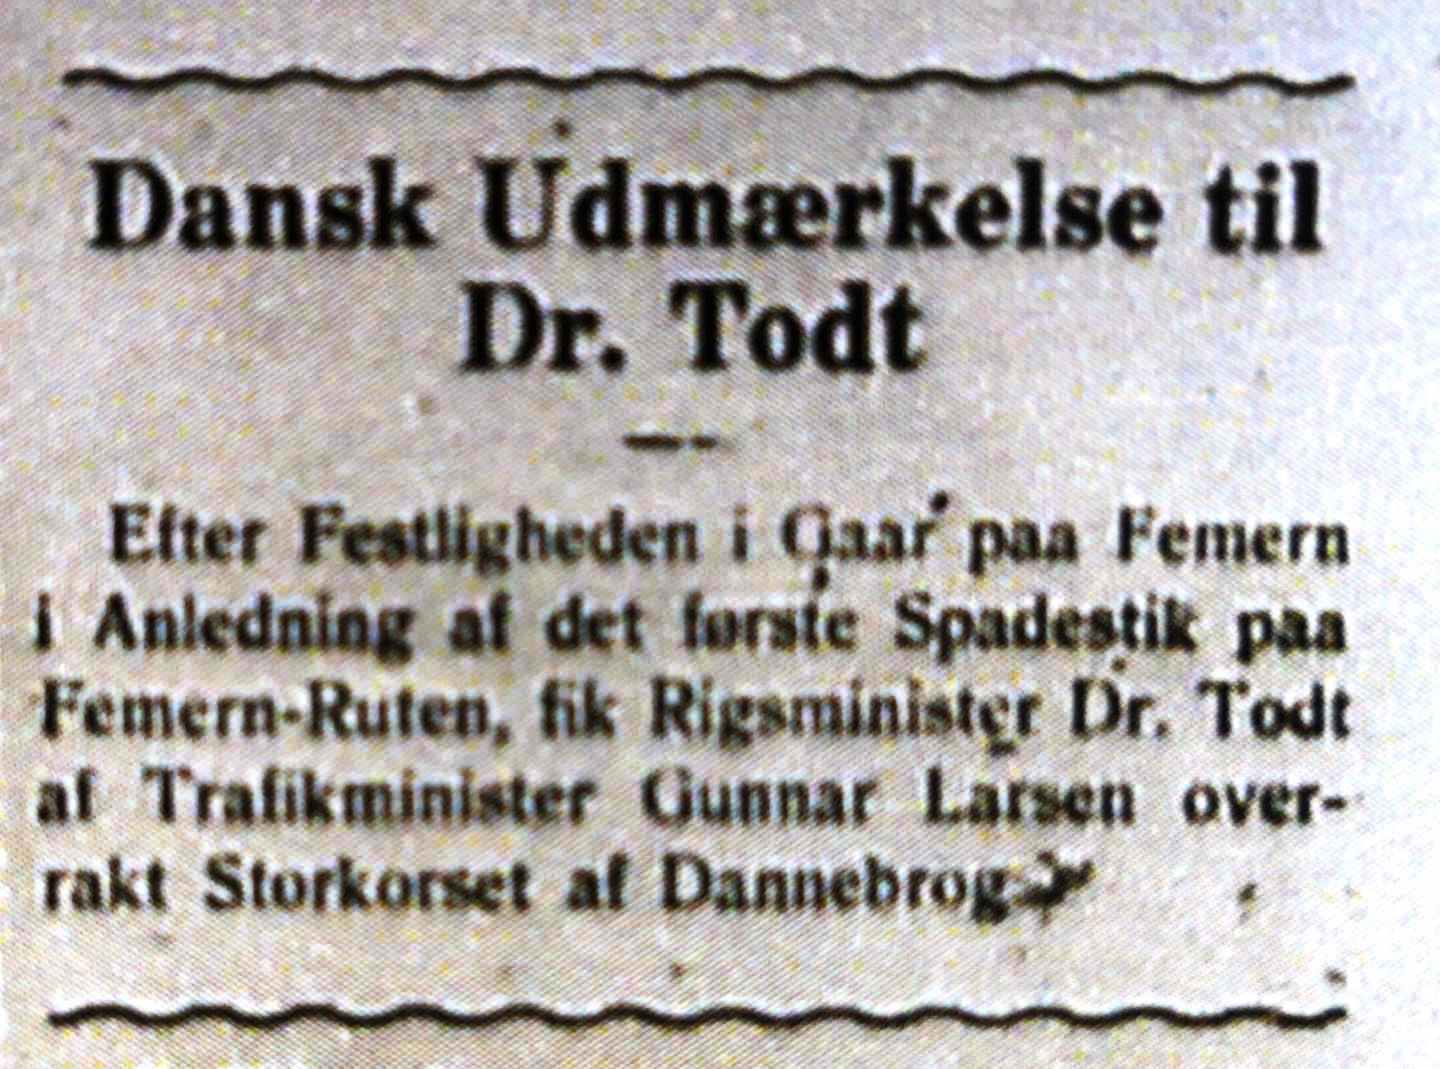 Dansk Udmærkelse til
Dr. Todt
Efter Festligheden i Gaar paa Femern
i Anledning af det første Spadestik paa
Femern-Ruten, fik Rigsminister Dr. Todt
af Trafikminister Gunnar Larsen over-
rakt Storkorset af Dannebrog.